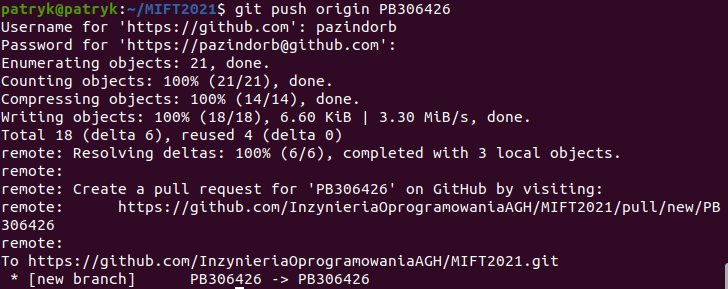 patryk@patryk:~/MIFT2021$ git push origin PB306426
Username for 'https://github.com': pazindorb
Password for 'https://pazindorb@github.com':
Enumerating objects: 21, done.
Counting objects: 100% (21/21), done.
Compressing objects: 100% (14/14), done.
Writing objects: 100% (18/18), 6.60 KiB | 3.30 MiB/s, done.
Total 18 (delta 6), reused 4 (delta 0)
remote: Resolving deltas: 100% (6/6), completed with 3 local objects.
remote:
remote: Create a pull request for 'PB306426' on GitHub by visiting:
remote:      https://github.com/InzynieriaOprogramowaniaAGH/MIFT2021/pull/new/PB
306426
remote:
To https://github.com/InzynieriaOprogramowaniaAGH/MIFT2021.git
 * [new branch]      PB306426 -> PB306426